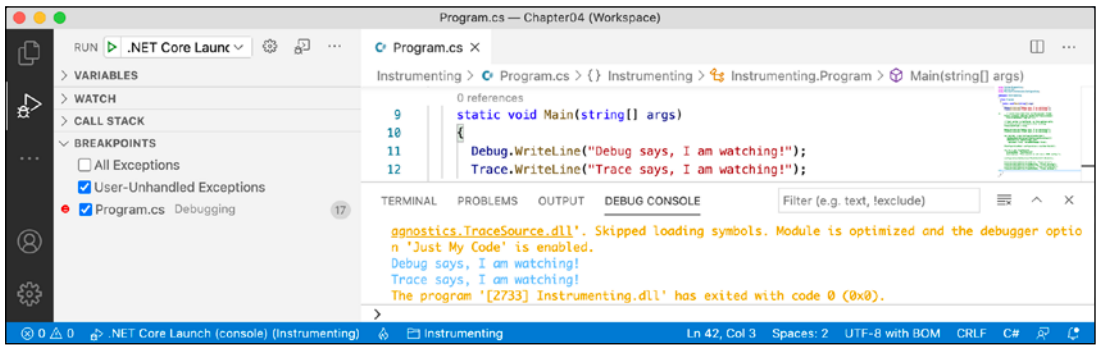 Program.cs — Chapter04 (Workspace)
RUN .NET Core Launc
VARIABLES
WATCH
CALL STACK
BREAKPOINTS
All Exceptions
User-Unhandled Exceptions
Program.cs Debugging 17
Program.cs
Instrumenting > Program.cs > {} Instrumenting > Instrumenting.Program > Main(string[] args)
0 references
9 static void Main(string[] args)
10 {
11 Debug.WriteLine("Debug says, I am watching!");
12 Trace.WriteLine("Trace says, I am watching!");
TERMINAL PROBLEMS OUTPUT DEBUG CONSOLE Filter (e.g. text, !exclude)
agnostics.TraceSource.dll'. Skipped loading symbols. Module is optimized and the debugger optio
n 'Just My Code' is enabled.
Debug says, I am watching!
Trace says, I am watching!
The program '[2733] Instrumenting.dll' has exited with code 0 (0x0).
>
0 0 .NET Core Launch (console) (Instrumenting) Instrumenting Ln 42, Col 3 Spaces: 2 UTF-8 with BOM CRLF C#